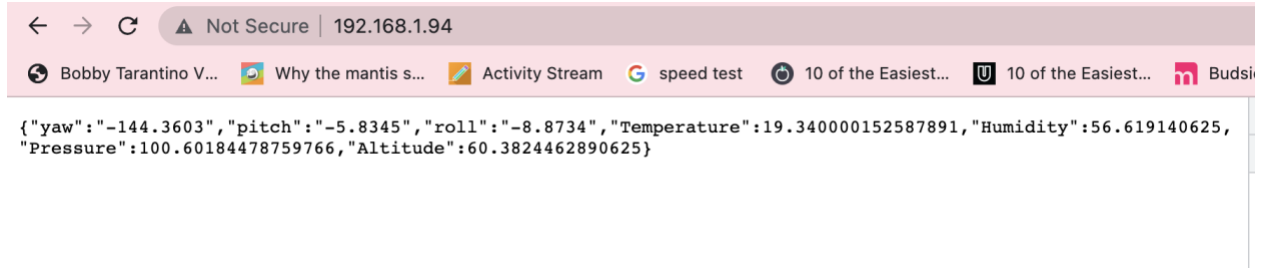 Not Secure | 192.168.1.94
Bobby Tarantino V... Why the mantis s... Activity Stream speed test 10 of the Easiest... 10 of the Easiest... Budsi
{"yaw":"-144.3603","pitch":"-5.8345","roll":"-8.8734","Temperature":19.340000152587891,"Humidity":56.619140625,
"Pressure":100.60184478759766,"Altitude":60.3824462890625}